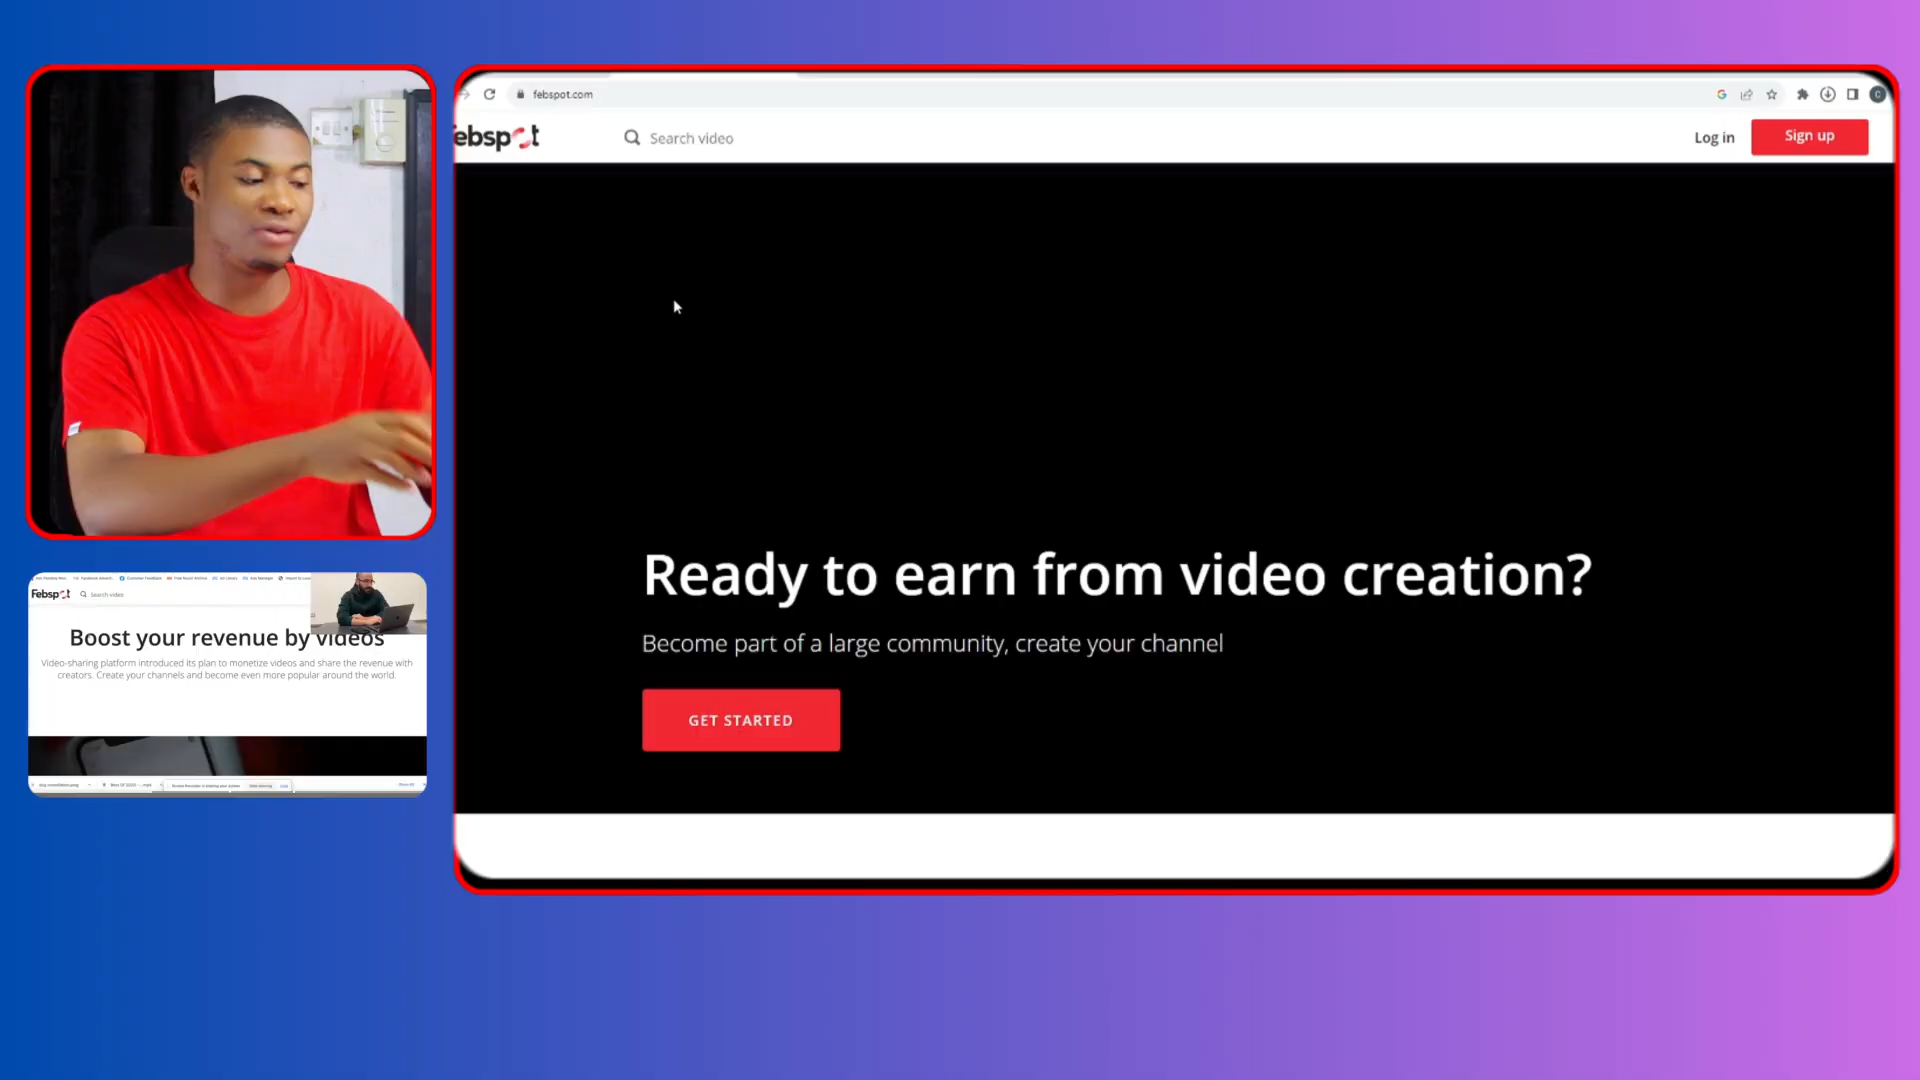 febspot.com
ebsp t
Search video
Log in
Sign up
Ready to earn from video creation?
Become part of a large community, create your channel
GET STARTED
Febsp t
Search video
Boost your revenue by videos
Video-sharing platform introduced its plan to monetize videos and share the revenue with
creators. Create your channels and become even more popular around the world.